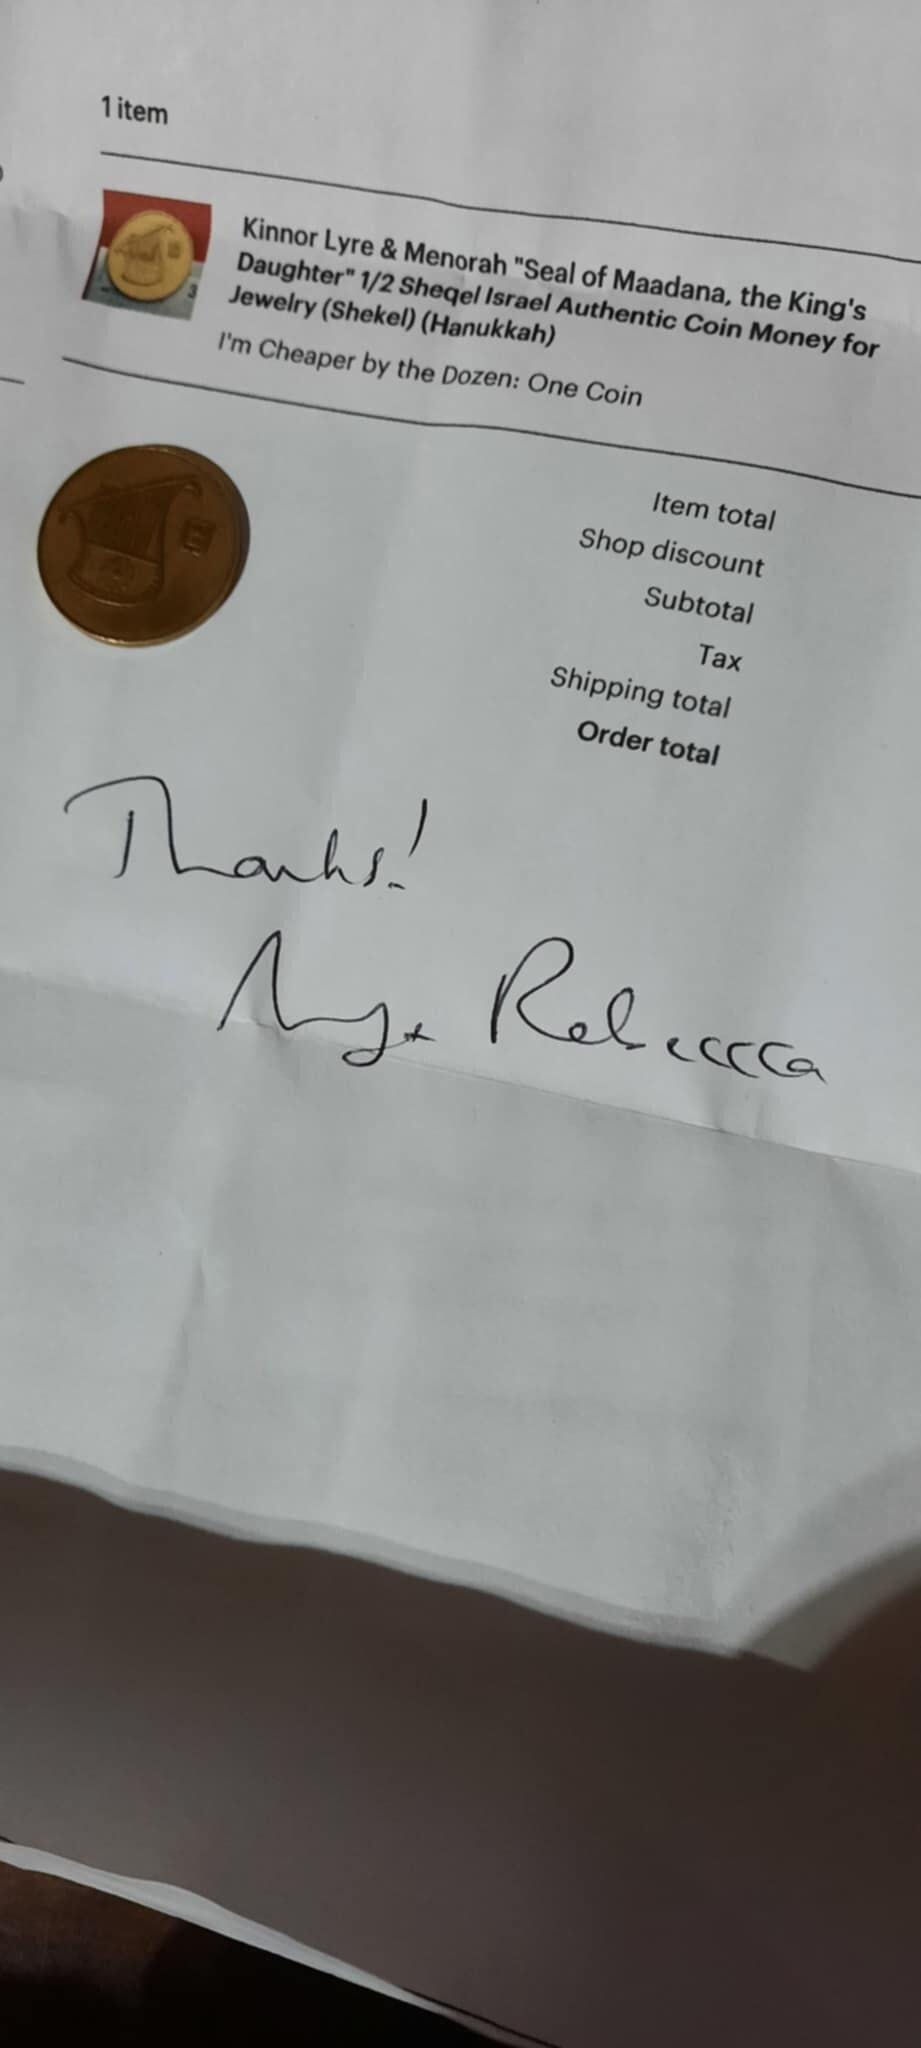 1 item
Kinnor Lyre & Menorah "Seal of Maadana, the King's
Daughter" 1/2 Sheqel Israel Authentic Coin Money for
Jewelry (Shekel) (Hanukkah)
I'm Cheaper by the Dozen: One Coin
Item total
Shop discount
Subtotal
Tax
Shipping total
Order total
Thanks!
Rebecca